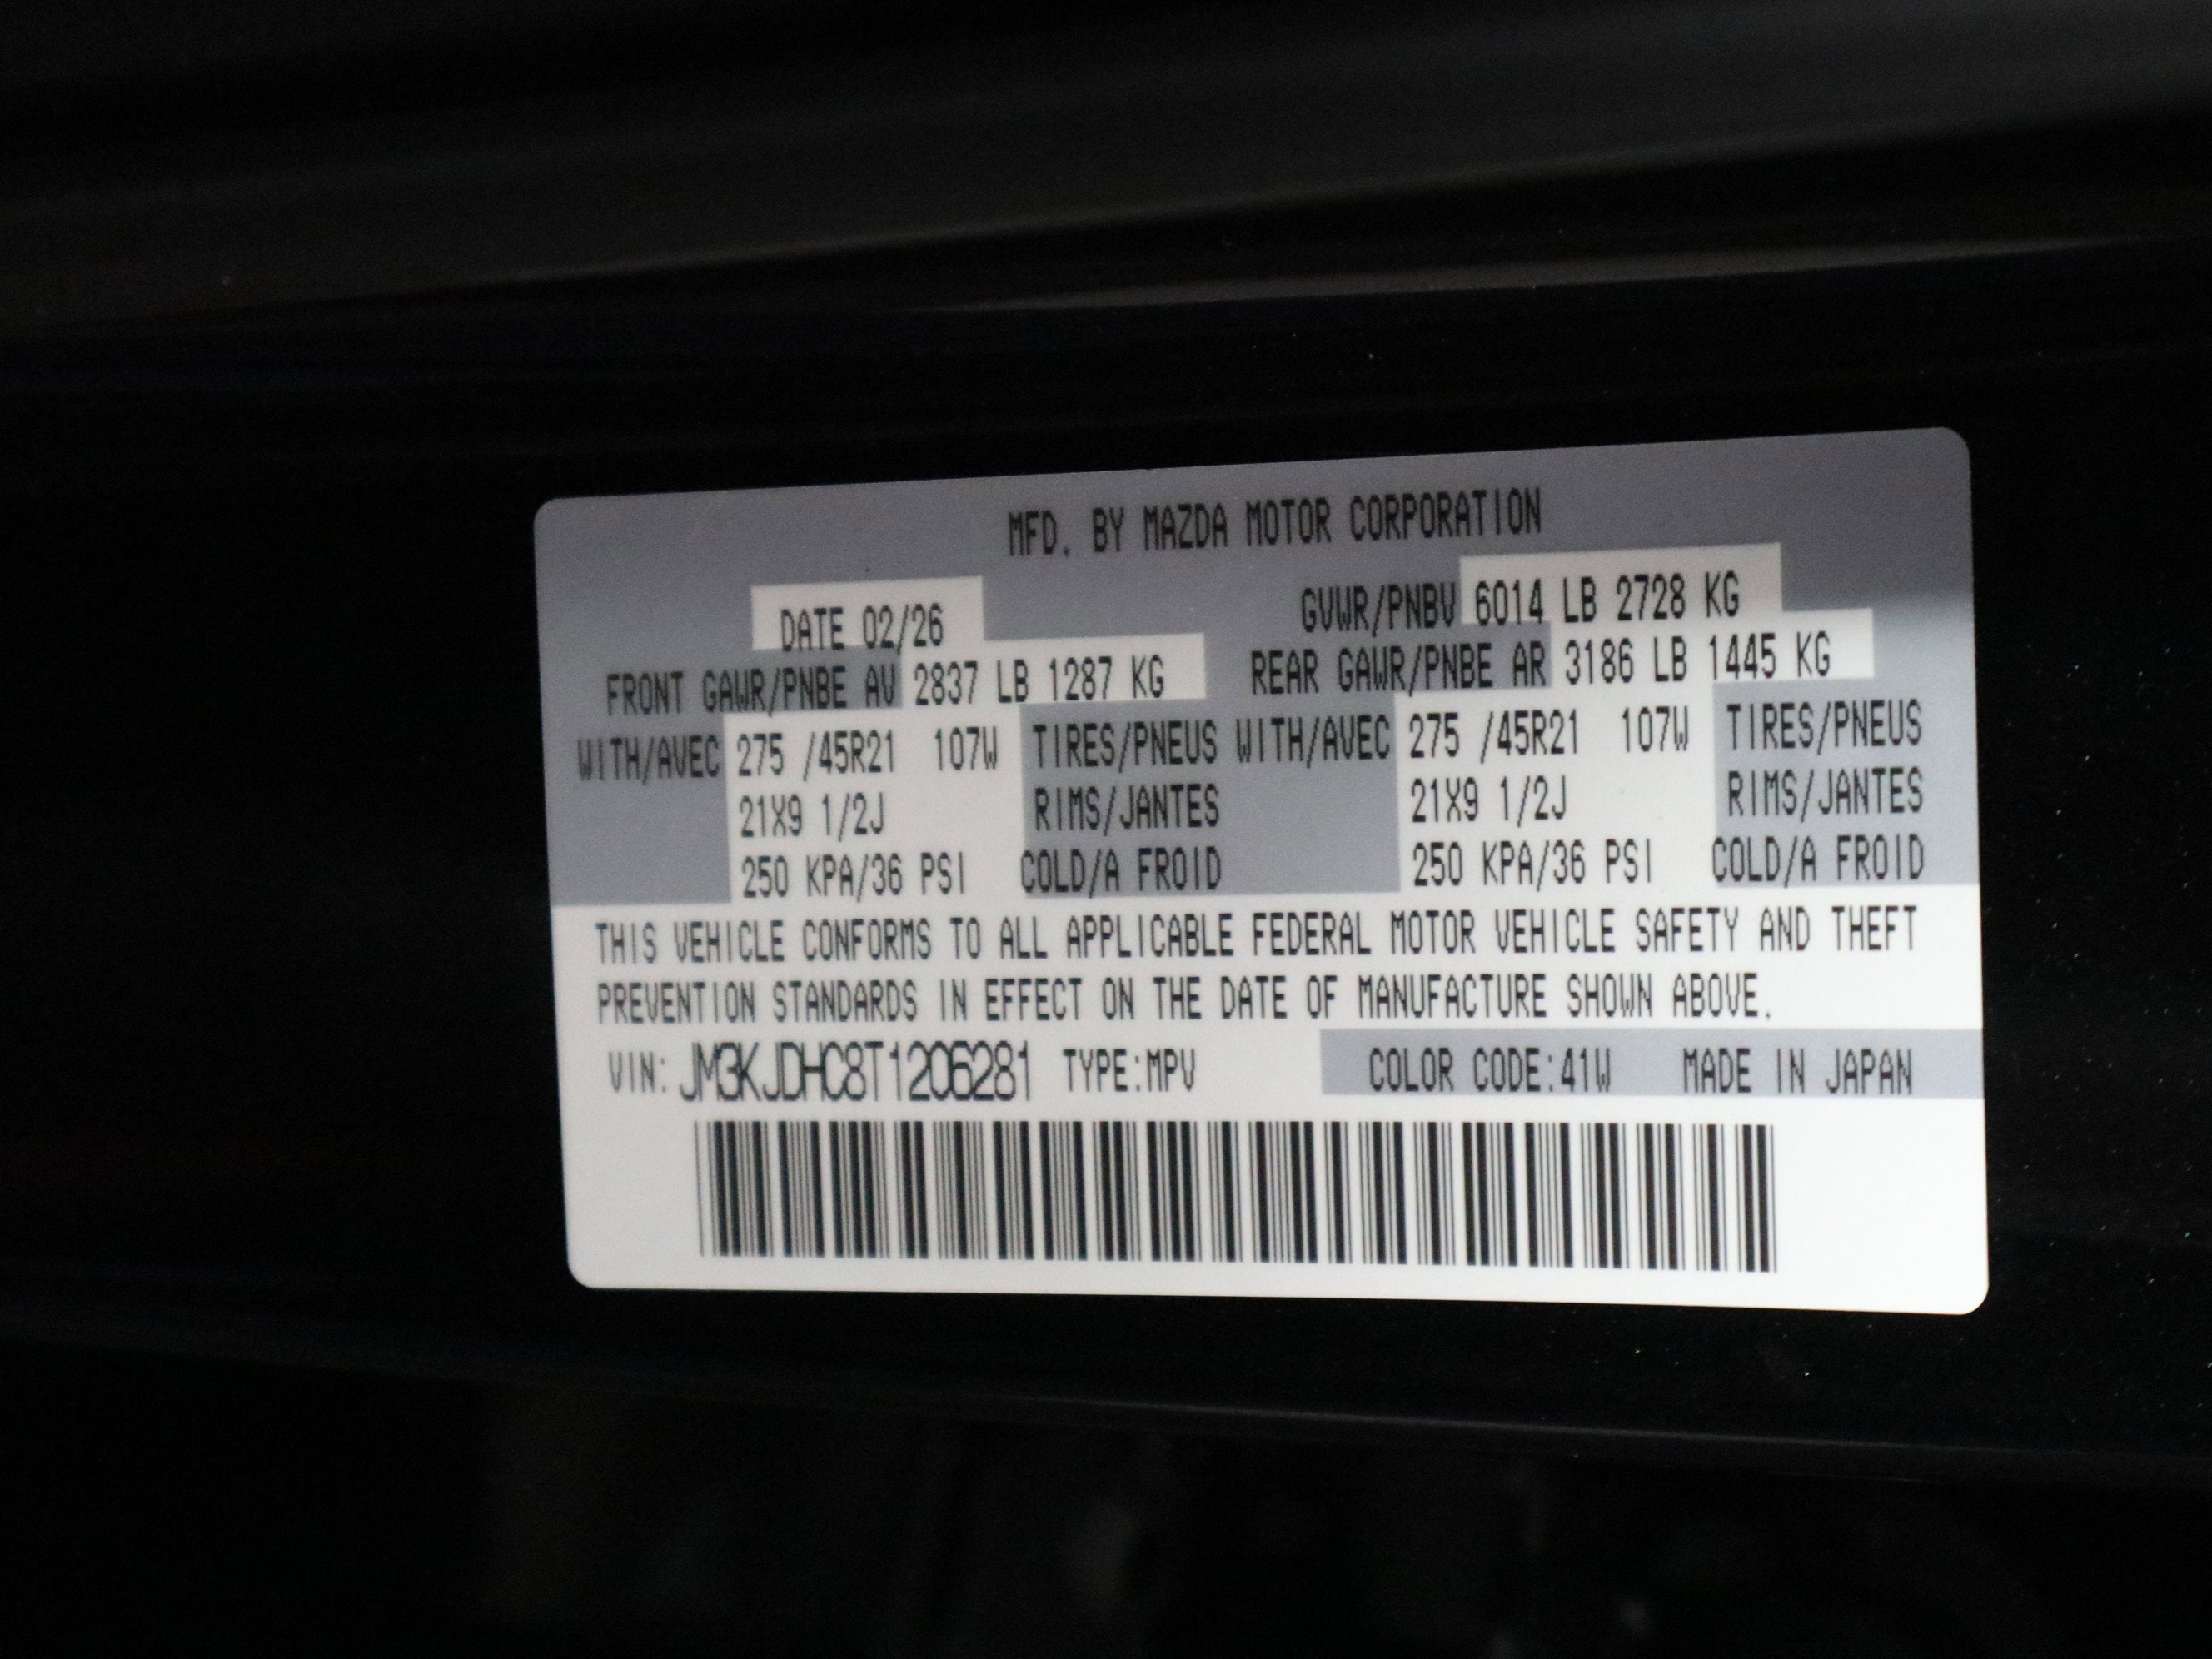 MFD. BY MAZDA MOTOR CORPORATION
DATE 02/26 GVWR/PNBV 6014 LB 2728 KG
FRONT GAWR/PNBE AV 2837 LB 1287 KG REAR GAWR/PNBE AR 3186 LB 1445 KG
WITH/AVEC 275 /45R21 107W TIRES/PNEUS WITH/AVEC 275 /45R21 107W TIRES/PNEUS
21X9 1/2J RIMS/JANTES 21X9 1/2J RIMS/JANTES
250 KPA/36 PSI COLD/A FROID 250 KPA/36 PSI COLD/A FROID
THIS VEHICLE CONFORMS TO ALL APPLICABLE FEDERAL MOTOR VEHICLE SAFETY AND THEFT
PREVENTION STANDARDS IN EFFECT ON THE DATE OF MANUFACTURE SHOWN ABOVE.
VIN: JM3KJDHC8T1206281 TYPE:MPV COLOR CODE:41W MADE IN JAPAN